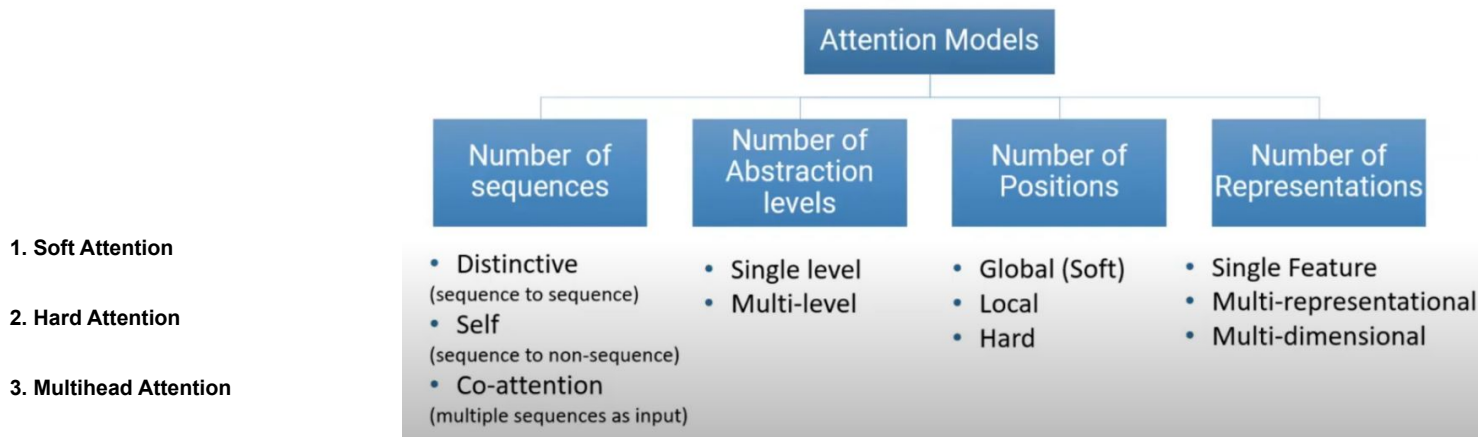 Attention Models
Number of
sequences
Number of
Abstraction
levels
Number of
Positions
Number of
Representations
1. Soft Attention
2. Hard Attention
3. Multihead Attention
• Distinctive
(sequence to sequence)
• Self
(sequence to non-sequence)
• Co-attention
(multiple sequences as input)
• Single level
• Multi-level
• Global (Soft)
• Local
• Hard
• Single Feature
• Multi-representational
• Multi-dimensional